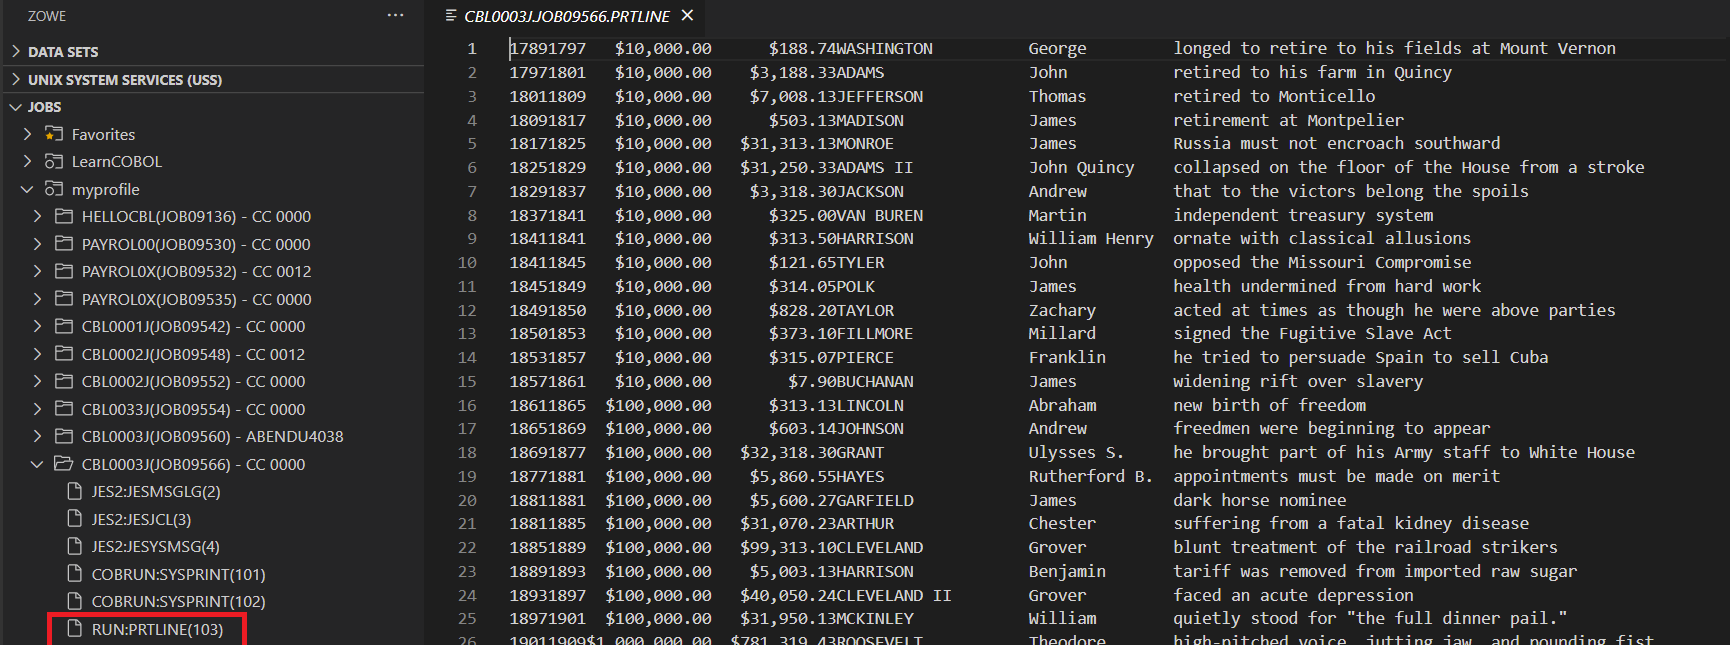 ZOWE
DATA SETS
UNIX SYSTEM SERVICES (USS)
JOBS
Favorites
LearnCOBOL
myprofile
HELLOCBL(JOB09136) - CC 0000
PAYROL00(JOB09530) - CC 0000
PAYROL0X(JOB09532) - CC 0012
PAYROL0X(JOB09535) - CC 0000
CBL0001J(JOB09542) - CC 0000
CBL0002J(JOB09548) - CC 0012
CBL0002J(JOB09552) - CC 0000
CBL0033J(JOB09554) - CC 0000
CBL0003J(JOB09560) - ABENDU4038
CBL0003J(JOB09566) - CC 0000
JES2:JESMSGLG(2)
JES2:JESJCL(3)
JES2:JESYSMSG(4)
COBRUN:SYSPRINT(101)
COBRUN:SYSPRINT(102)
RUN:PRTLINE(103)
CBL0003J.JOB09566.PRTLINE
1 17891797 $10,000.00 $188.74WASHINGTON George longed to retire to his fields at Mount Vernon
2 17971801 $10,000.00 $3,188.33ADAMS John retired to his farm in Quincy
3 18011809 $10,000.00 $7,008.13JEFFERSON Thomas retired to Monticello
4 18091817 $10,000.00 $503.13MADISON James retirement at Montpelier
5 18171825 $10,000.00 $31,313.13MONROE James Russia must not encroach southward
6 18251829 $10,000.00 $31,250.33ADAMS II John Quincy collapsed on the floor of the House from a stroke
7 18291837 $10,000.00 $3,318.30JACKSON Andrew that to the victors belong the spoils
8 18371841 $10,000.00 $325.00VAN BUREN Martin independent treasury system
9 18411841 $10,000.00 $313.50HARRISON William Henry ornate with classical allusions
10 18411845 $10,000.00 $121.65TYLER John opposed the Missouri Compromise
11 18451849 $10,000.00 $314.05POLK James health undermined from hard work
12 18491850 $10,000.00 $828.20TAYLOR Zachary acted at times as though he were above parties
13 18501853 $10,000.00 $373.10FILLMORE Millard signed the Fugitive Slave Act
14 18531857 $10,000.00 $315.07PIERCE Franklin he tried to persuade Spain to sell Cuba
15 18571861 $10,000.00 $7.90BUCHANAN James widening rift over slavery
16 18611865 $100,000.00 $313.13LINCOLN Abraham new birth of freedom
17 18651869 $100,000.00 $603.14JOHNSON Andrew freedmen were beginning to appear
18 18691877 $100,000.00 $32,318.30GRANT Ulysses S. he brought part of his Army staff to White House
19 18771881 $100,000.00 $5,860.55HAYES Rutherford B. appointments must be made on merit
20 18811881 $100,000.00 $5,600.27GARFIELD James dark horse nominee
21 18811885 $100,000.00 $31,070.23ARTHUR Chester suffering from a fatal kidney disease
22 18851889 $100,000.00 $99,313.10CLEVELAND Grover blunt treatment of the railroad strikers
23 18891893 $100,000.00 $5,003.13HARRISON Benjamin tariff was removed from imported raw sugar
24 18931897 $100,000.00 $40,050.24CLEVELAND II Grover faced an acute depression
25 18971901 $100,000.00 $31,950.13MCKINLEY William quietly stood for "the full dinner pail."
26 19011909$1,000,000.00 $781,319.43ROOSEVELT Theodore high-pitched voice, jutting jaw, and pounding fist